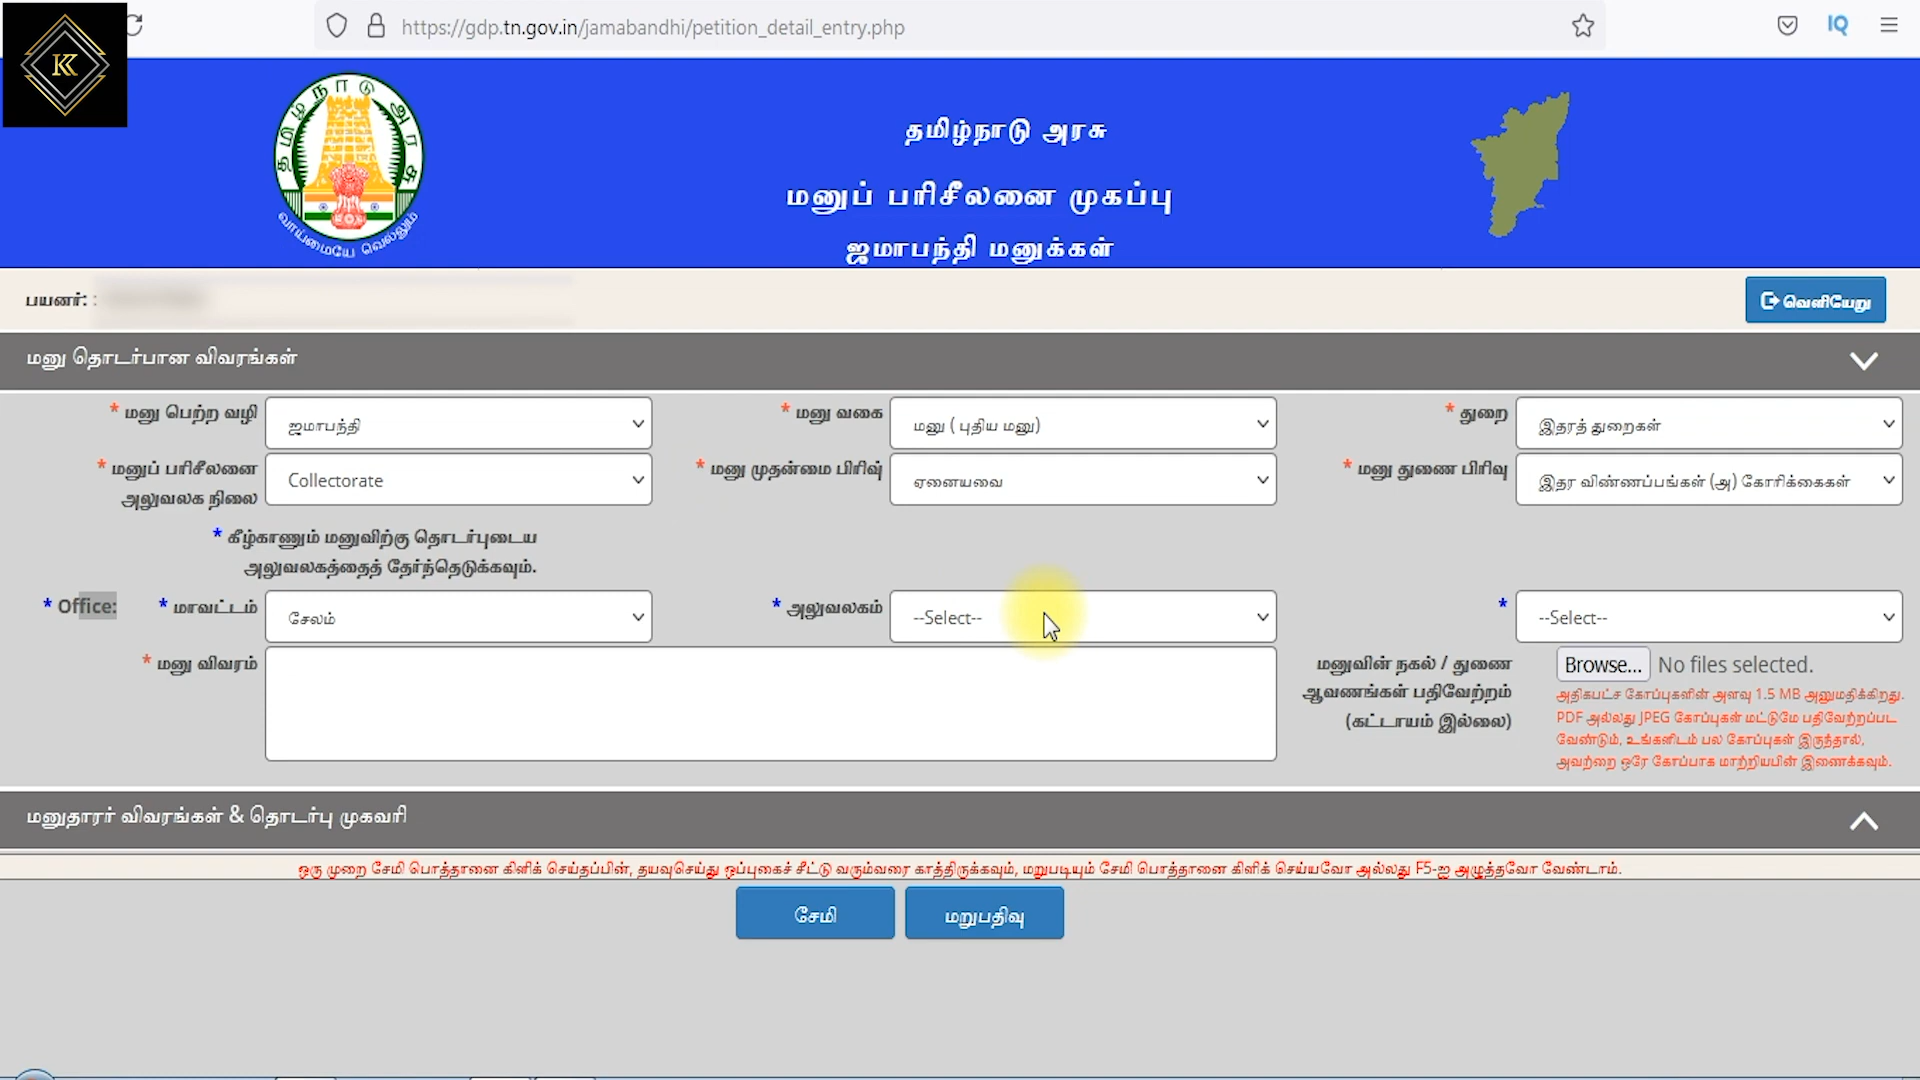 KK
https://gdp.tn.gov.in/jamabandhi/petition_detail_entry.php
IQ
தமிழ்நாடு அரசு
வாய்மையே வெல்லும்
தமிழ்நாடு அரசு
மனுப் பரிசீலனை முகப்பு
ஜமாபந்தி மனுக்கள்
பயனர்: :
வெளியேறு
மனு தொடர்பான விவரங்கள்
* மனு பெற்ற வழி ஜமாபந்தி * மனு வகை மனு ( புதிய மனு) * துறை இதரத் துறைகள்
* மனுப் பரிசீலனை அலுவலக நிலை Collectorate * மனு முதன்மை பிரிவு ஏனையவை * மனு துணை பிரிவு இதர விண்ணப்பங்கள் (அ) கோரிக்கைகள்
* கீழ்காணும் மனுவிற்கு தொடர்புடைய
அலுவலகத்தைத் தேர்ந்தெடுக்கவும்.
* Office: * மாவட்டம் சேலம் * அலுவலகம் --Select-- * --Select--
* மனு விவரம்
மனுவின் நகல் / துணை
ஆவணங்கள் பதிவேற்றம்
(கட்டாயம் இல்லை)
Browse... No files selected.
அதிகபட்ச கோப்புகளின் அளவு 1.5 MB அனுமதிக்கிறது.
PDF அல்லது JPEG கோப்புகள் மட்டுமே பதிவேற்றப்பட
வேண்டும், உங்களிடம் பல கோப்புகள் இருந்தால்,
அவற்றை ஒரே கோப்பாக மாற்றியபின் இணைக்கவும்.
மனுதாரர் விவரங்கள் & தொடர்பு முகவரி
ஒரு முறை சேமி பொத்தானை கிளிக் செய்தப்பின், தயவுசெய்து ஒப்புகைச் சீட்டு வரும்வரை காத்திருக்கவும், மறுபடியும் சேமி பொத்தானை கிளிக் செய்யவோ அல்லது F5-ஐ அழுத்தவோ வேண்டாம்.
சேமி மறுபதிவு